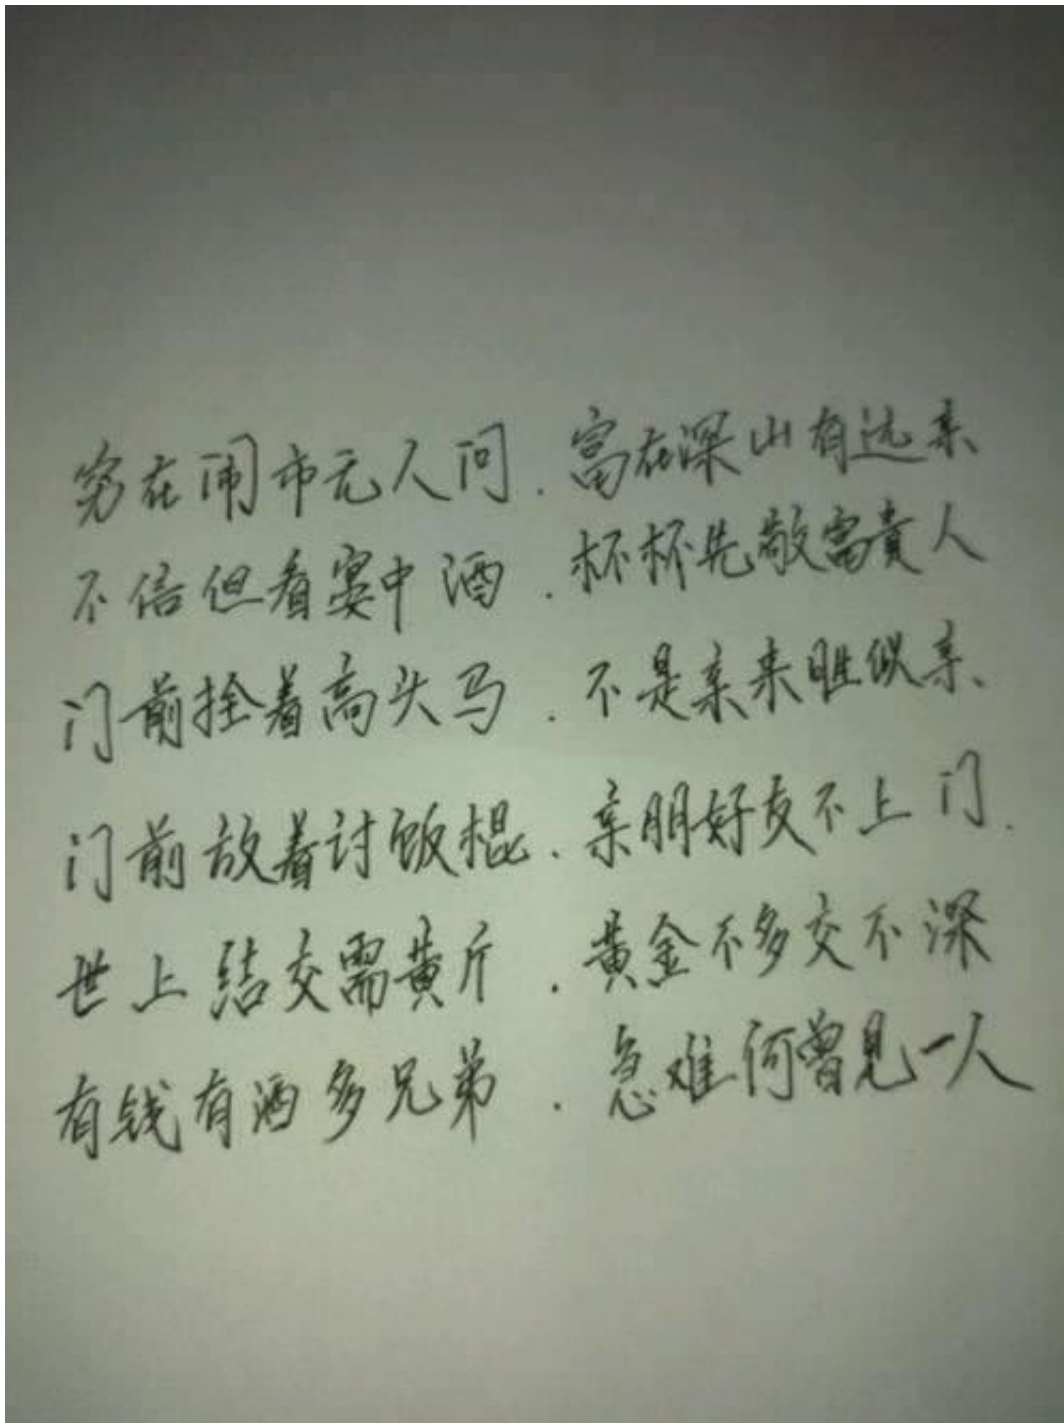 穷在闹市无人问.富在深山有远亲
不信但看宴中酒.杯杯先敬富贵人
门前拴着高头马.不是亲来胜似亲、
门前放着讨饭棍.亲朋好友不上门.
世上结交需黄斤.黄金不多交不深
有钱有酒多兄弟.急难何曾见一人